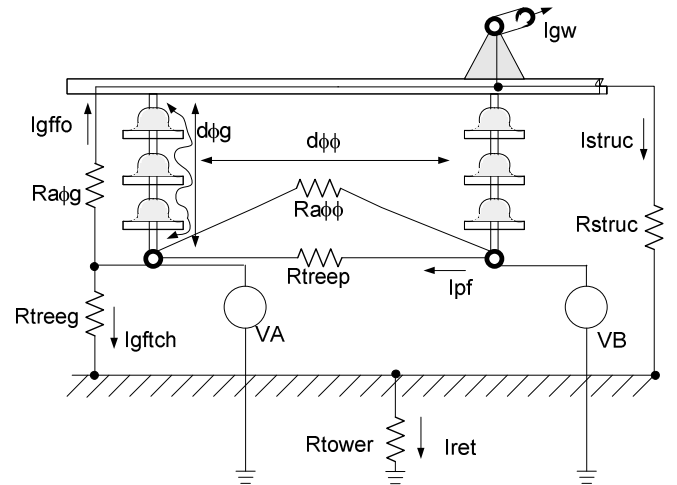 Igw
Igffo
dϕg
dϕϕ
Istruc
Raϕg
Raϕϕ
Rstruc
Rtreep
Ipf
Rtreeg
Igftch
VA
VB
Rtower
Iret